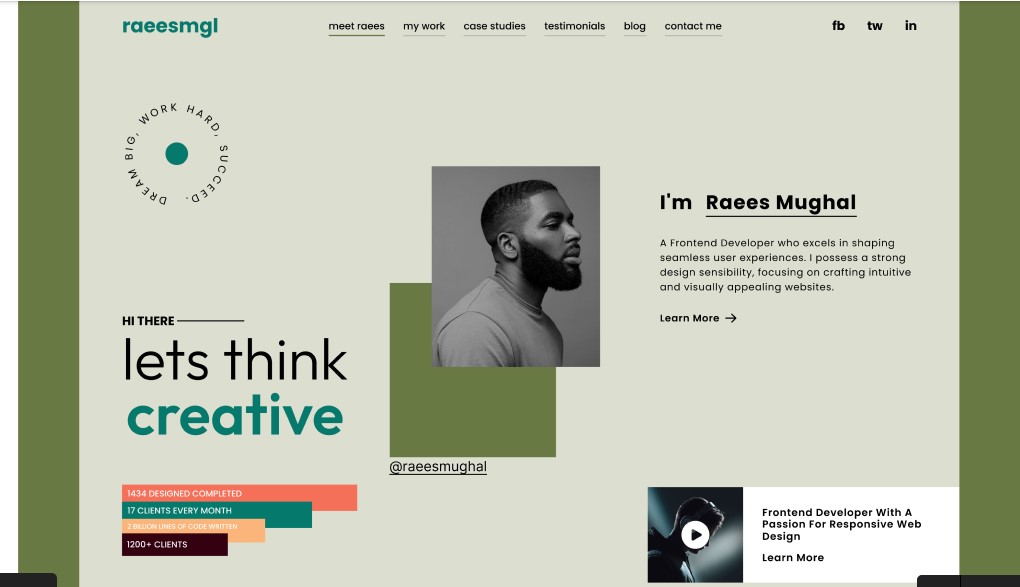 raeesmgl
meet raees my work case studies testimonials blog contact me
fb tw in
DREAM BIG, WORK HARD, SUCCEED.
I'm Raees Mughal
A Frontend Developer who excels in shaping
seamless user experiences. I possess a strong
design sensibility, focusing on crafting intuitive
and visually appealing websites.
Learn More →
HI THERE
lets think
creative
@raeesmughal
1434 DESIGNED COMPLETED
17 CLIENTS EVERY MONTH
2 BILLION LINES OF CODE WRITTEN
1200+ CLIENTS
Frontend Developer With A
Passion For Responsive Web
Design
Learn More